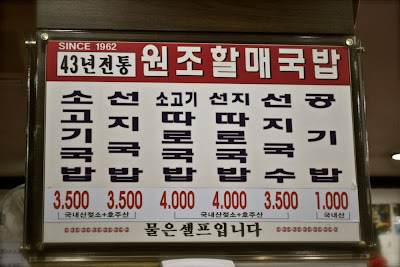 SINCE 1962
43년전통 원조할매국밥
소고기국밥 선지국밥 소고기따로국밥 선지따로국밥 선지국수 공기밥
3.500 3.500 4.000 4.000 3.500 1.000
국내산젖소+호주산 국내산젖소+호주산 국내산
물은셀프입니다